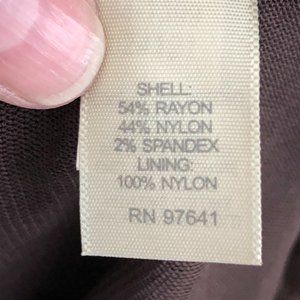 SHELL:
54% RAYON
44% NYLON
2% SPANDEX
LINING:
100% NYLON
RN 97641